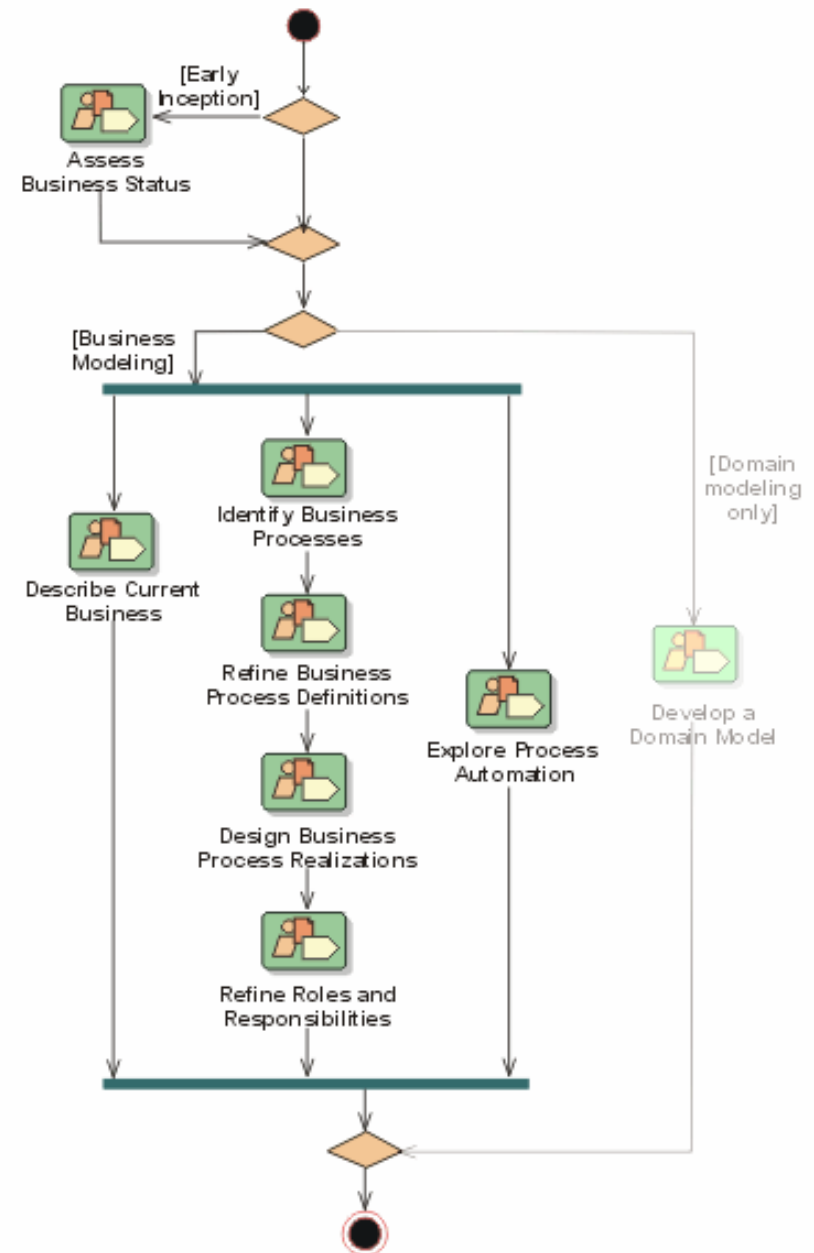 [Early
Inception]
Assess
Business Status
[Business
Modeling]
[Domain
modeling
only]
Identify Business
Processes
Describe Current
Business
Refine Business
Process Definitions
Explore Process
Automation
Develop a
Domain Model
Design Business
Process Realizations
Refine Roles and
Responsibilities